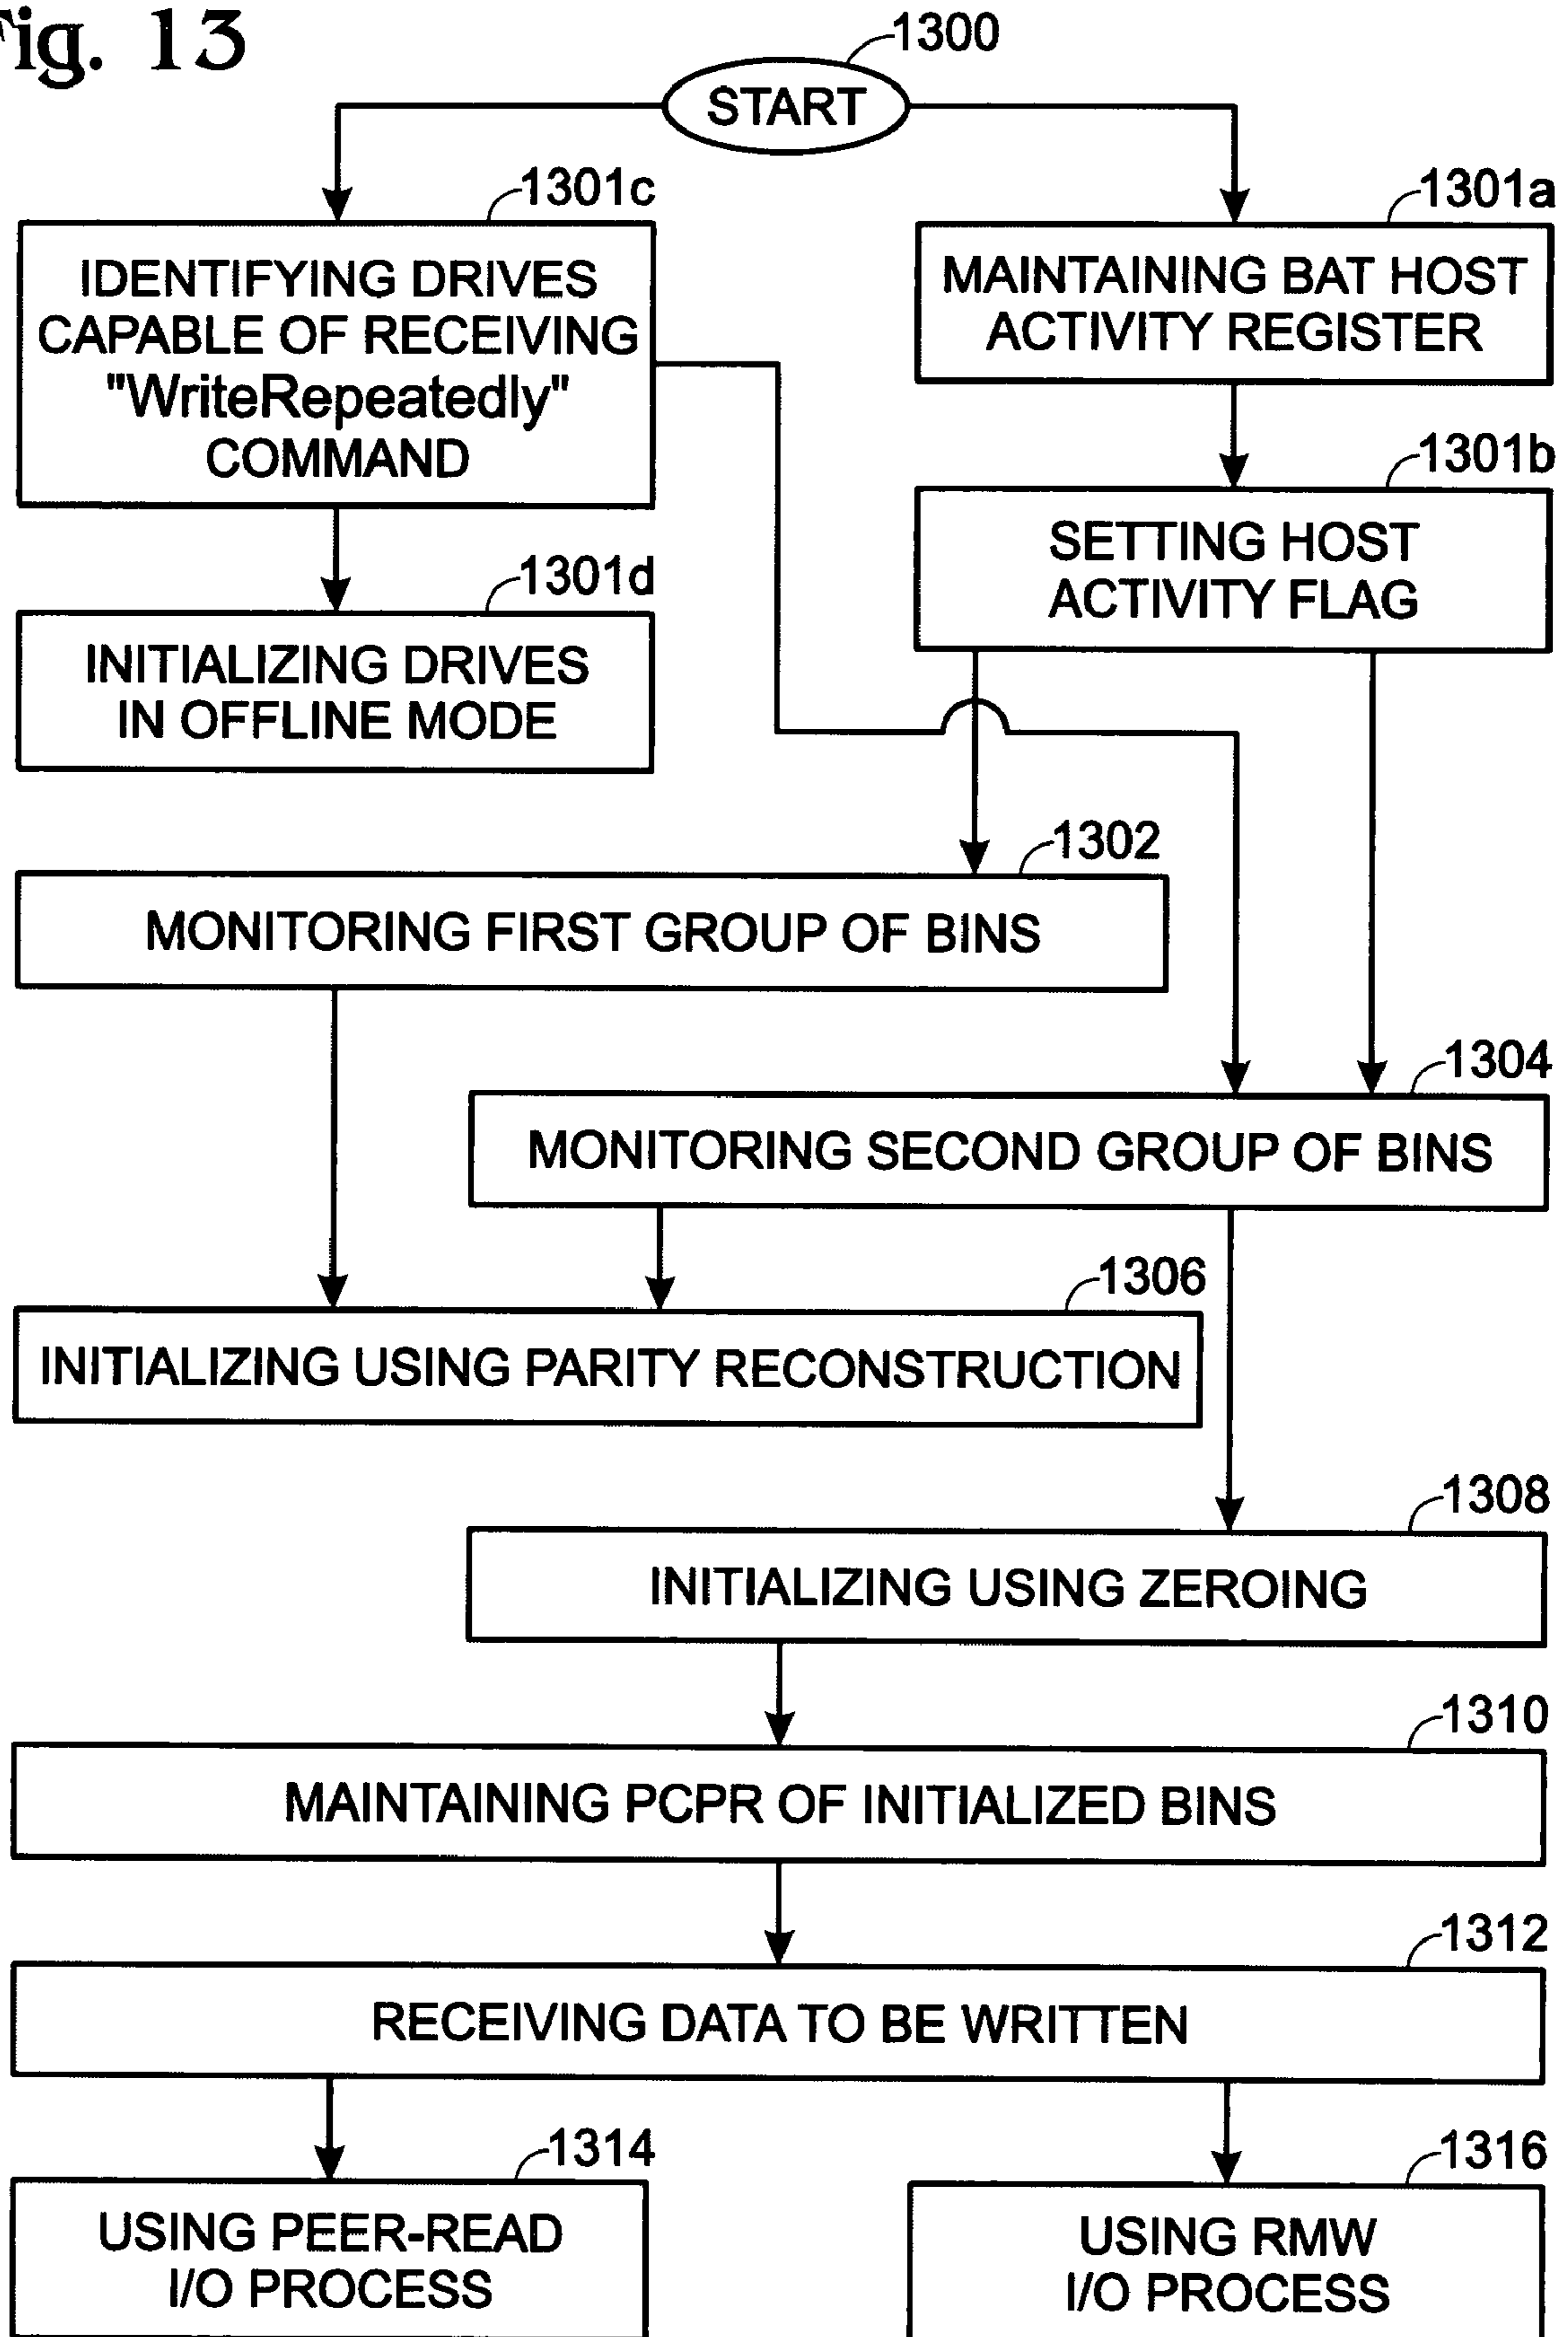 Fig. 13
1300
START
1301c
IDENTIFYING DRIVES
CAPABLE OF RECEIVING
"WriteRepeatedly"
COMMAND
1301a
MAINTAINING BAT HOST
ACTIVITY REGISTER
1301b
SETTING HOST
ACTIVITY FLAG
1301d
INITIALIZING DRIVES
IN OFFLINE MODE
1302
MONITORING FIRST GROUP OF BINS
1304
MONITORING SECOND GROUP OF BINS
1306
INITIALIZING USING PARITY RECONSTRUCTION
1308
INITIALIZING USING ZEROING
1310
MAINTAINING PCPR OF INITIALIZED BINS
1312
RECEIVING DATA TO BE WRITTEN
1314
USING PEER-READ
I/O PROCESS
1316
USING RMW
I/O PROCESS